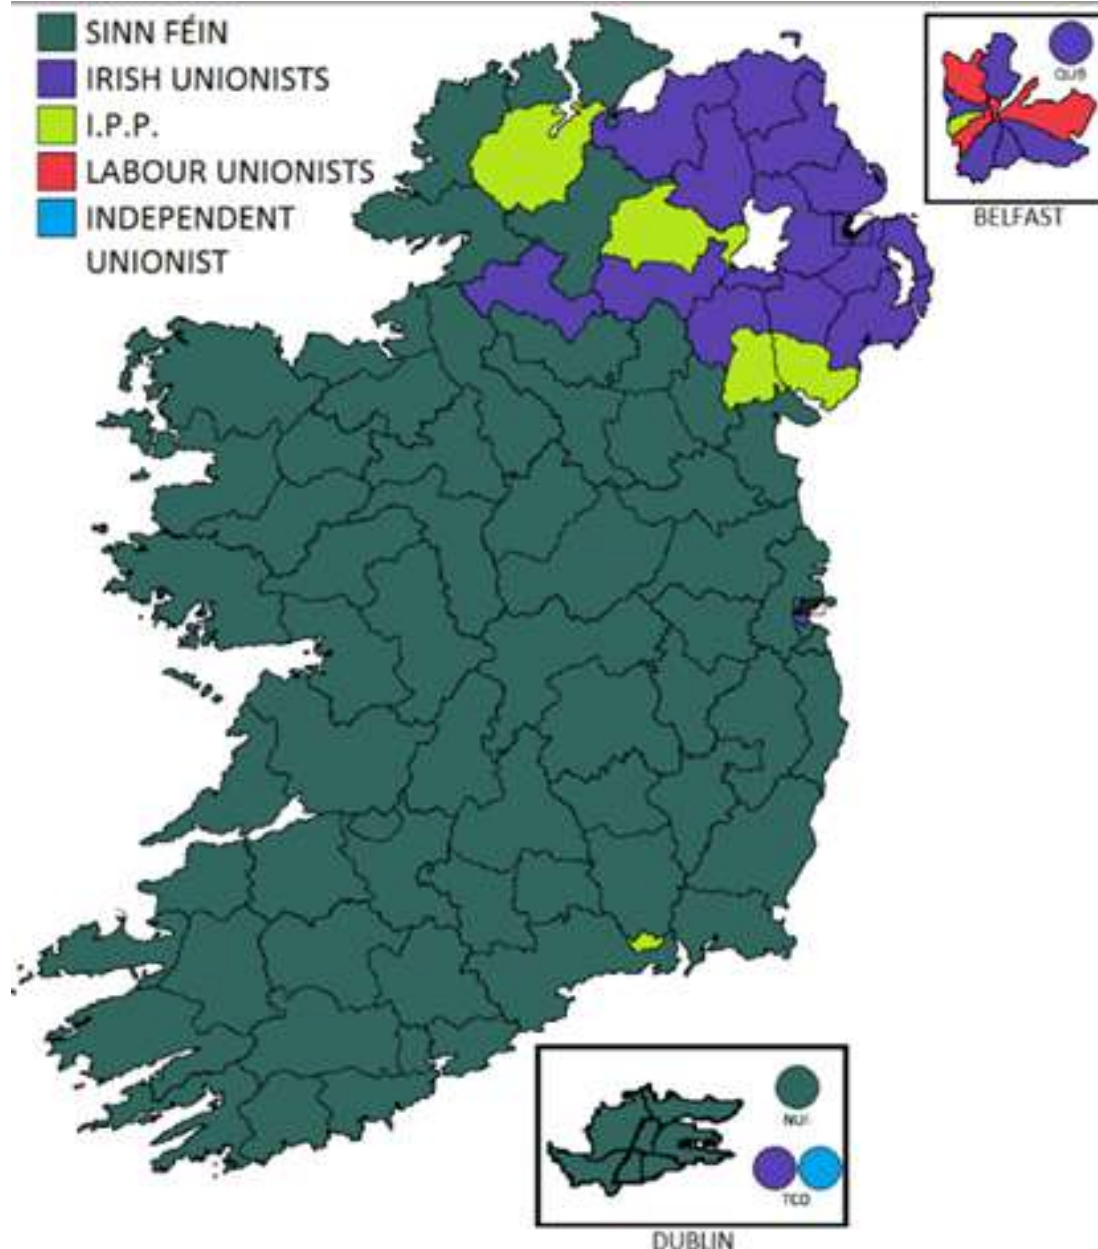 SINN FÉIN
IRISH UNIONISTS
I.P.P.
LABOUR UNIONISTS
INDEPENDENT
UNIONIST
QUB
BELFAST
NUI
TCD
DUBLIN